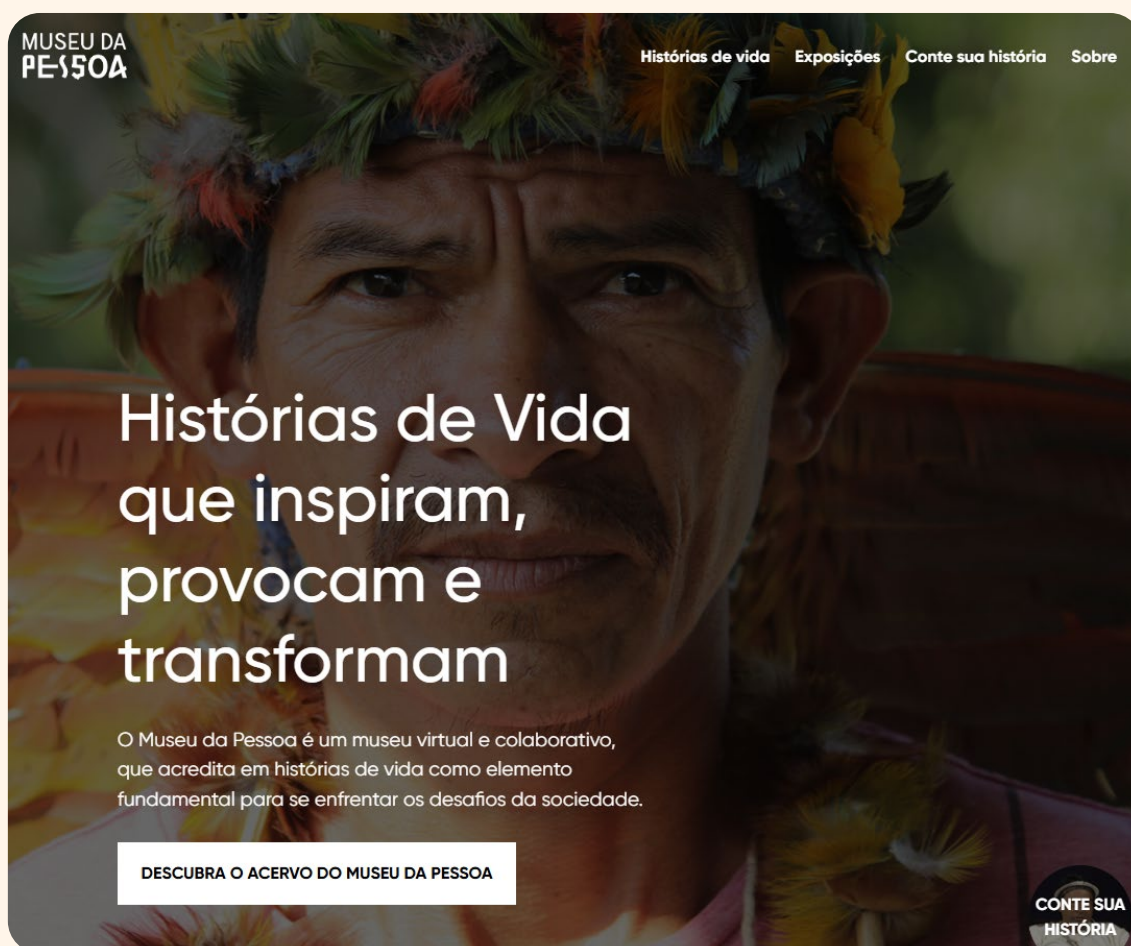 MUSEU DA
PESSOA
Histórias de vida
Exposições
Conte sua história
Sobre
Histórias de Vida
que inspiram,
provocam e
transformam
O Museu da Pessoa é um museu virtual e colaborativo,
que acredita em histórias de vida como elemento
fundamental para se enfrentar os desafios da sociedade.
DESCUBRA O ACERVO DO MUSEU DA PESSOA
CONTE SUA
HISTÓRIA